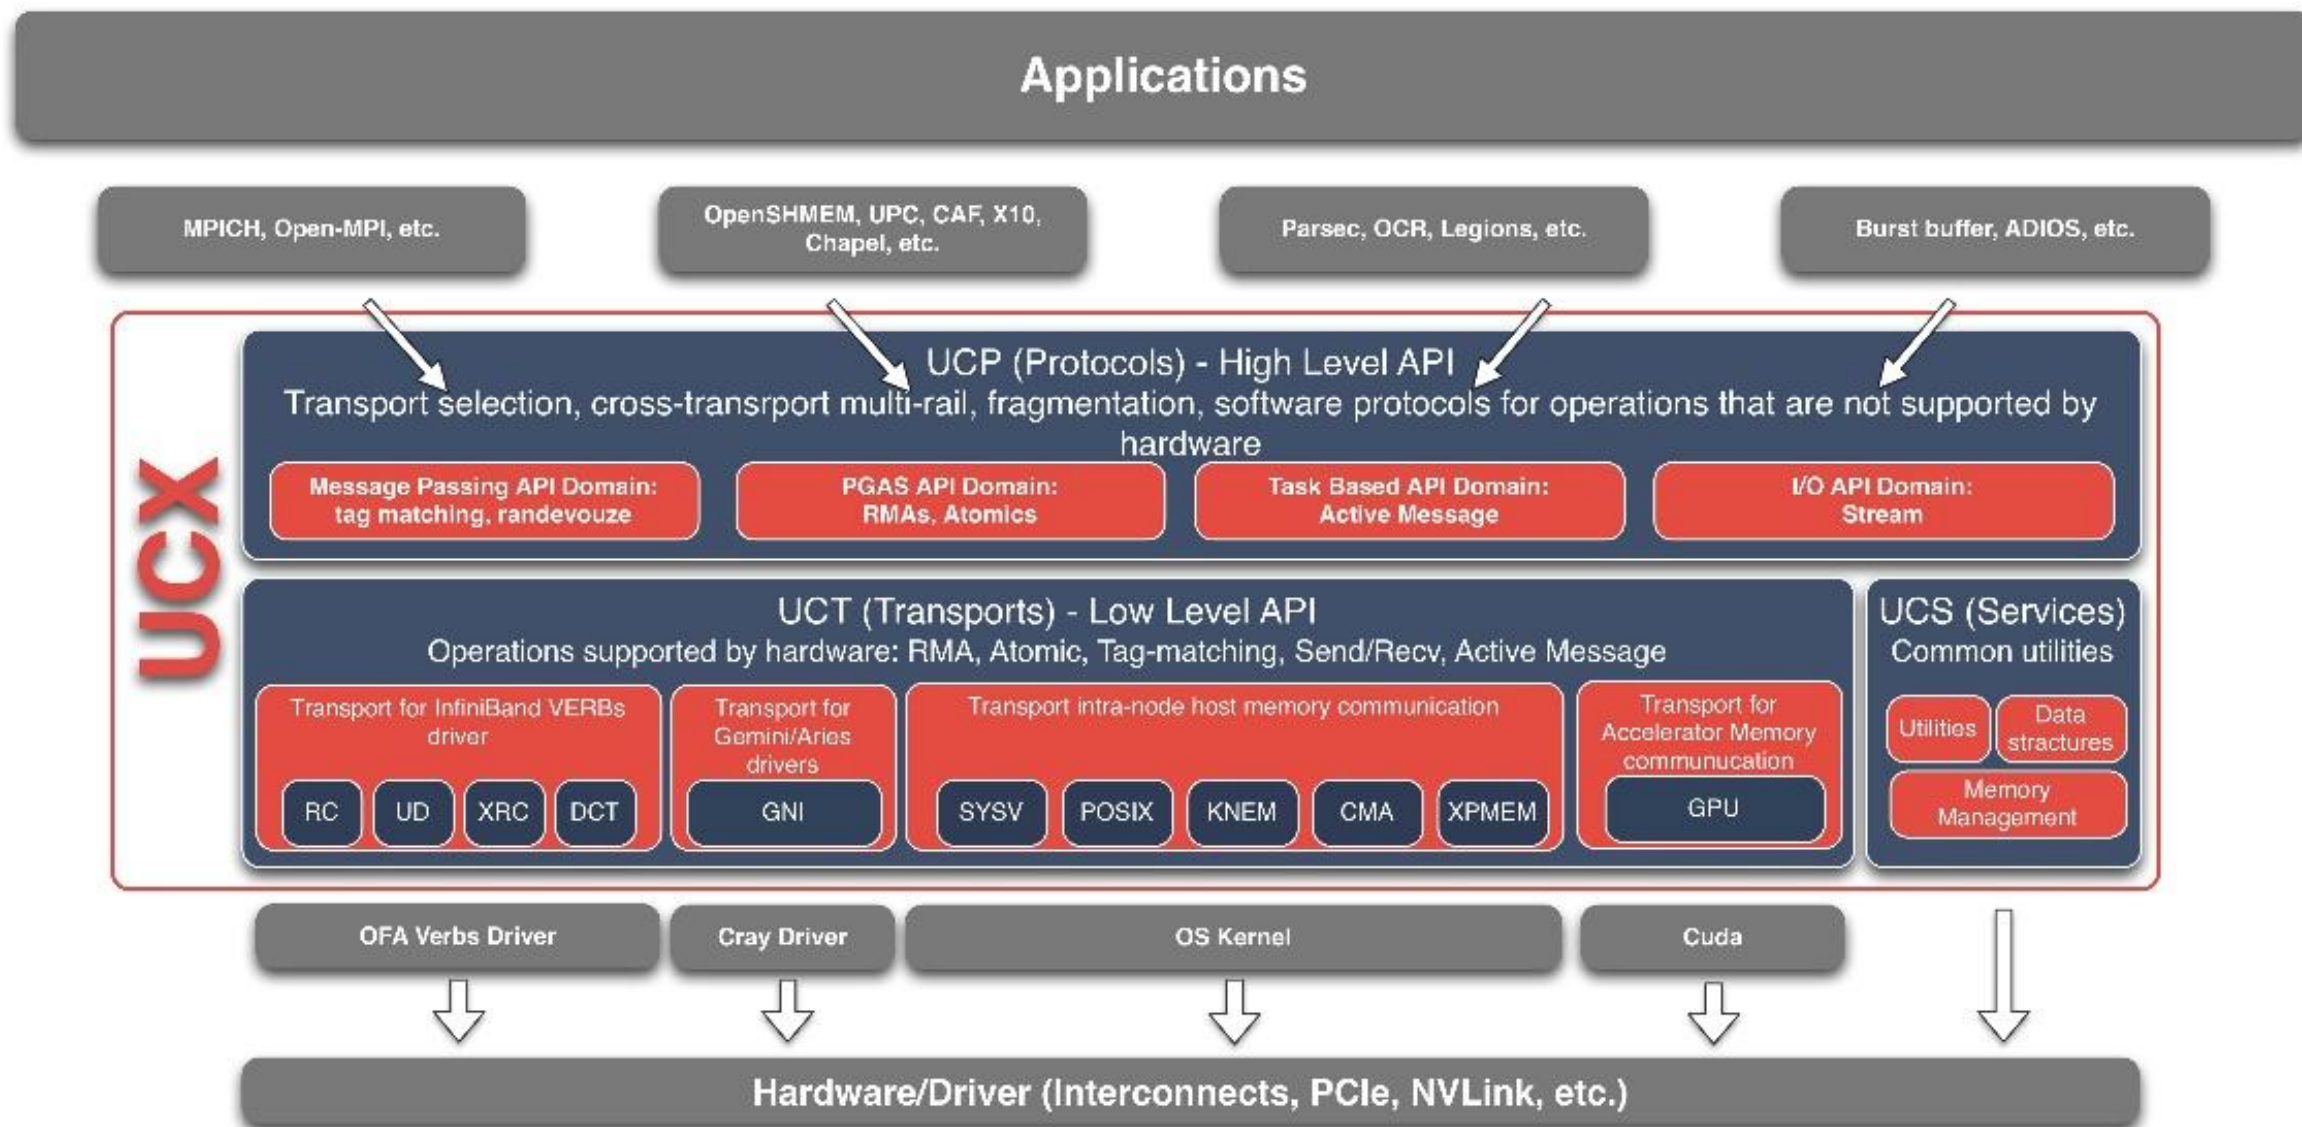 Applications
MPICH, Open-MPI, etc.
OpenSHMEM, UPC, CAF, X10,
Chapel, etc.
Parsec, OCR, Legions, etc.
Burst buffer, ADIOS, etc.
UCX
UCP (Protocols) - High Level API
Transport selection, cross-transrport multi-rail, fragmentation, software protocols for operations that are not supported by
hardware
Message Passing API Domain:
tag matching, randevouze
PGAS API Domain:
RMAs, Atomics
Task Based API Domain:
Active Message
I/O API Domain:
Stream
UCT (Transports) - Low Level API
Operations supported by hardware: RMA, Atomic, Tag-matching, Send/Recv, Active Message
Transport for InfiniBand VERBs
driver
RC
UD
XRC
DCT
Transport for
Gemini/Aries
drivers
GNI
Transport intra-node host memory communication
SYSV
POSIX
KNEM
CMA
XPMEM
Transport for
Accelerator Memory
communucation
GPU
UCS (Services)
Common utilities
Utilities
Data
stractures
Memory
Management
OFA Verbs Driver
Cray Driver
OS Kernel
Cuda
Hardware/Driver (Interconnects, PCIe, NVLink, etc.)